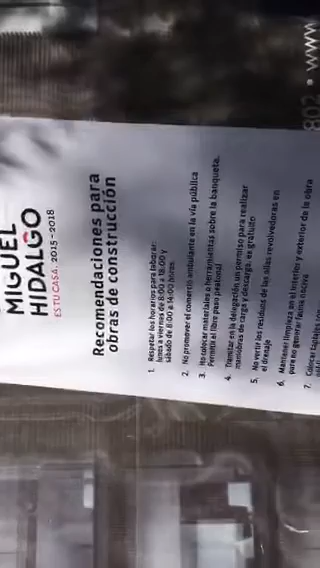 MIGUEL
HIDALGO
ES TU CASA. 2015 - 2018
Recomendaciones para
obras de construcción
1. Respetar los horarios para laborar:
lunes a viernes de 8:00 a 18:00 y
sábado de 8:00 a 14:00 horas
2. No promover el comercio ambulante en la vía pública
3. No colocar materiales o herramientas sobre la banqueta.
Permitir el libre paso peatonal
4. Tramitar en la delegación un permiso para realizar
maniobras de carga y descarga, es gratuito
5. No verter los residuos de las ollas revolvedoras en
el drenaje
6. Mantener limpieza en el interior y exterior de la obra
para no generar fauna nociva
7. Colocar tapiales
802 • www